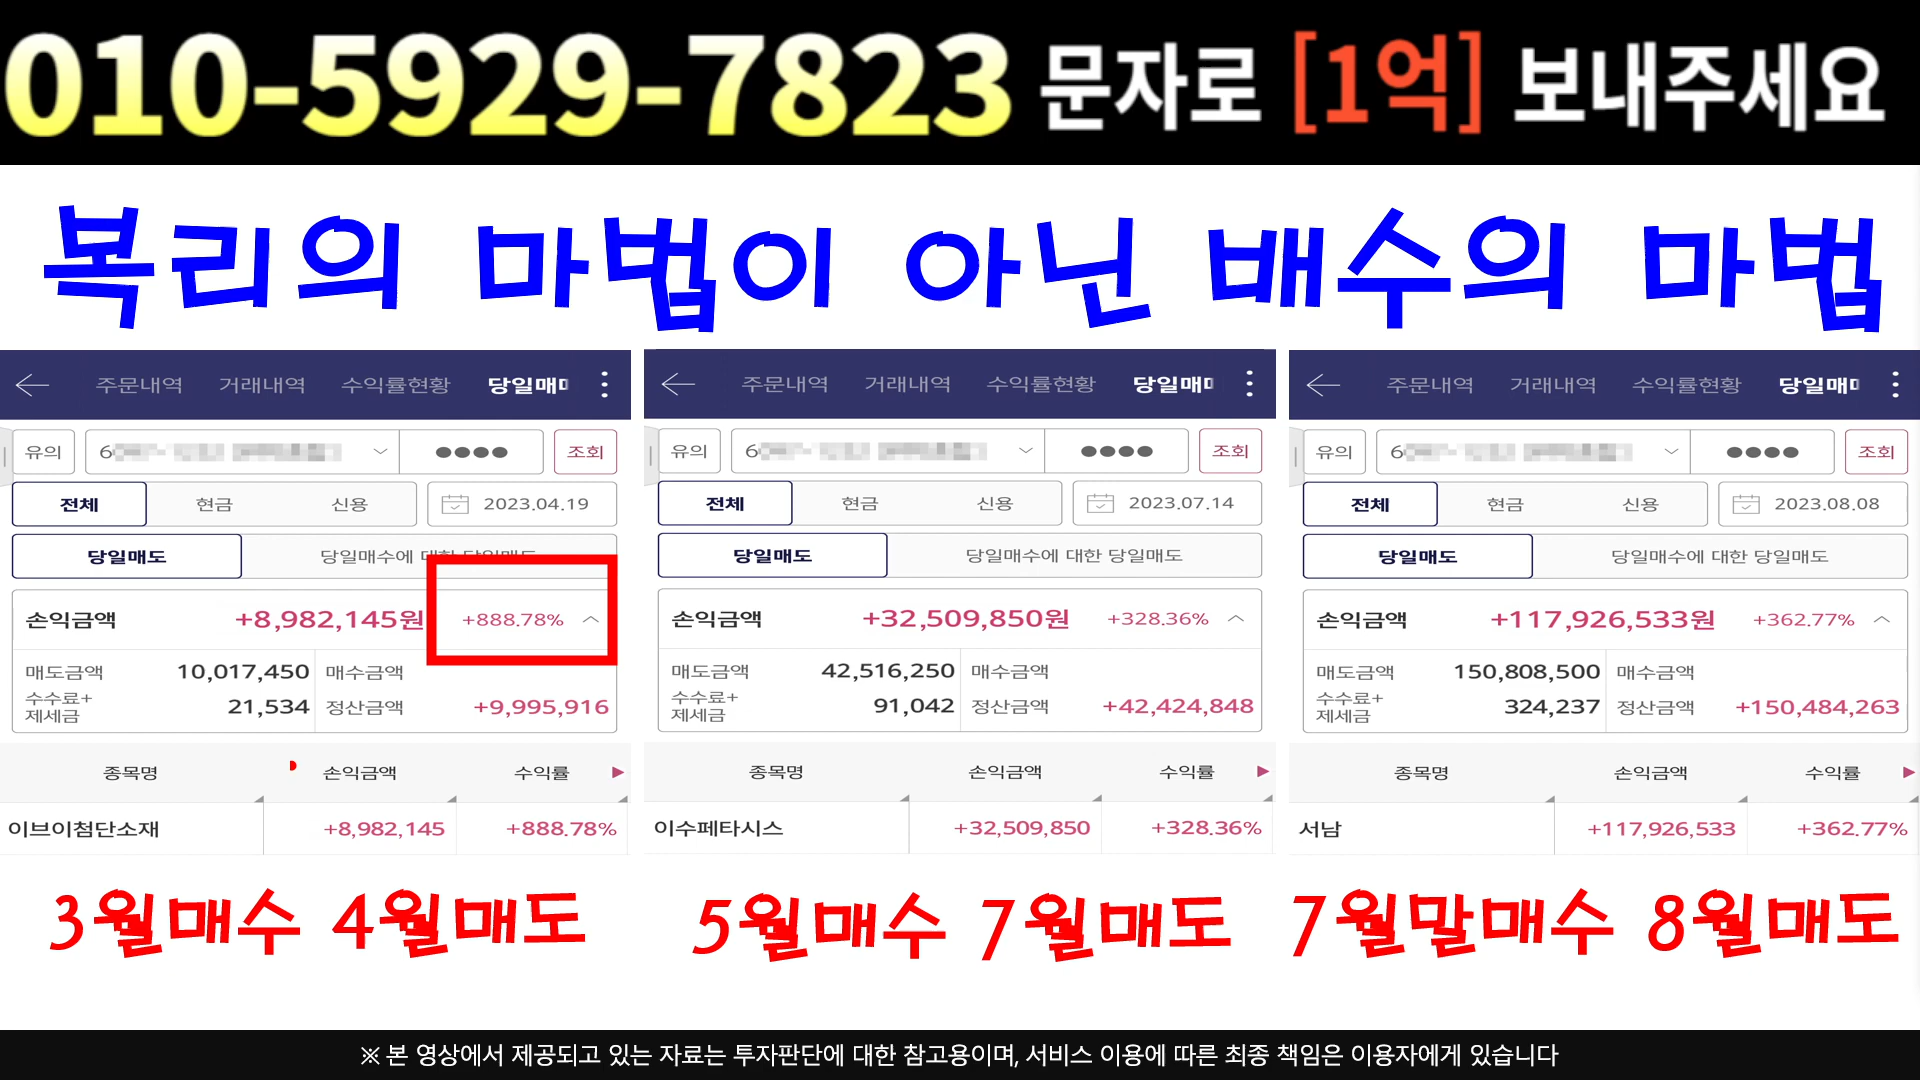 010-5929-7823 문자로 [1억] 보내주세요
복리의 마법이 아닌 배수의 마법
주문내역 거래내역 수익률현황 당일매
유의 6 ●●●● 조회
전체 현금 신용 2023.04.19
당일매도 당일매수에 대한 당일매도
손익금액 +8,982,145원 +888.78%
매도금액 10,017,450 매수금액
수수료+
제세금 21,534 정산금액 +9,995,916
종목명 손익금액 수익률
이브이첨단소재 +8,982,145 +888.78%
3월매수 4월매도
주문내역 거래내역 수익률현황 당일매
유의 6 ●●●● 조회
전체 현금 신용 2023.07.14
당일매도 당일매수에 대한 당일매도
손익금액 +32,509,850원 +328.36%
매도금액 42,516,250 매수금액
수수료+
제세금 91,042 정산금액 +42,424,848
종목명 손익금액 수익률
이수페타시스 +32,509,850 +328.36%
5월매수 7월매도
주문내역 거래내역 수익률현황 당일매
유의 6 ●●●● 조회
전체 현금 신용 2023.08.08
당일매도 당일매수에 대한 당일매도
손익금액 +117,926,533원 +362.77%
매도금액 150,808,500 매수금액
수수료+
제세금 324,237 정산금액 +150,484,263
종목명 손익금액 수익률
서남 +117,926,533 +362.77%
7월말매수 8월매도
※ 본 영상에서 제공되고 있는 자료는 투자판단에 대한 참고용이며, 서비스 이용에 따른 최종 책임은 이용자에게 있습니다